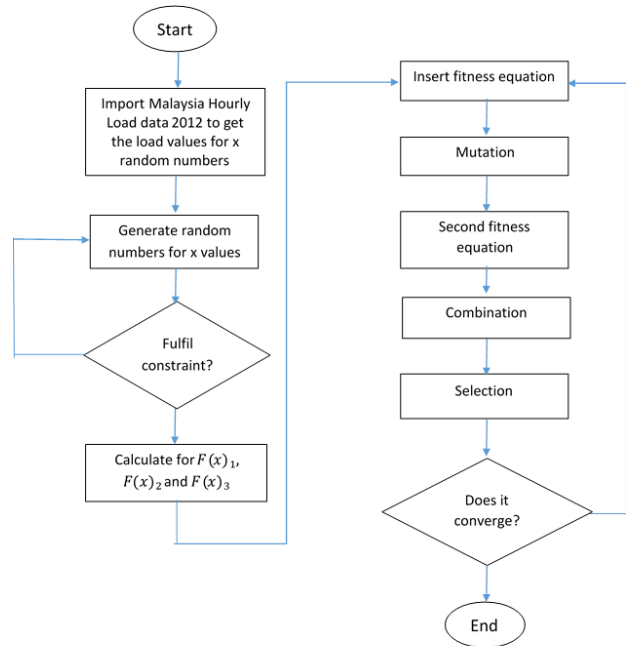 Start
Import Malaysia Hourly
Load data 2012 to get
the load values for x
random numbers
Generate random
numbers for x values
Fulfil
constraint?
Calculate for F(x)₁,
F(x)₂ and F(x)₃
Insert fitness equation
Mutation
Second fitness
equation
Combination
Selection
Does it
converge?
End